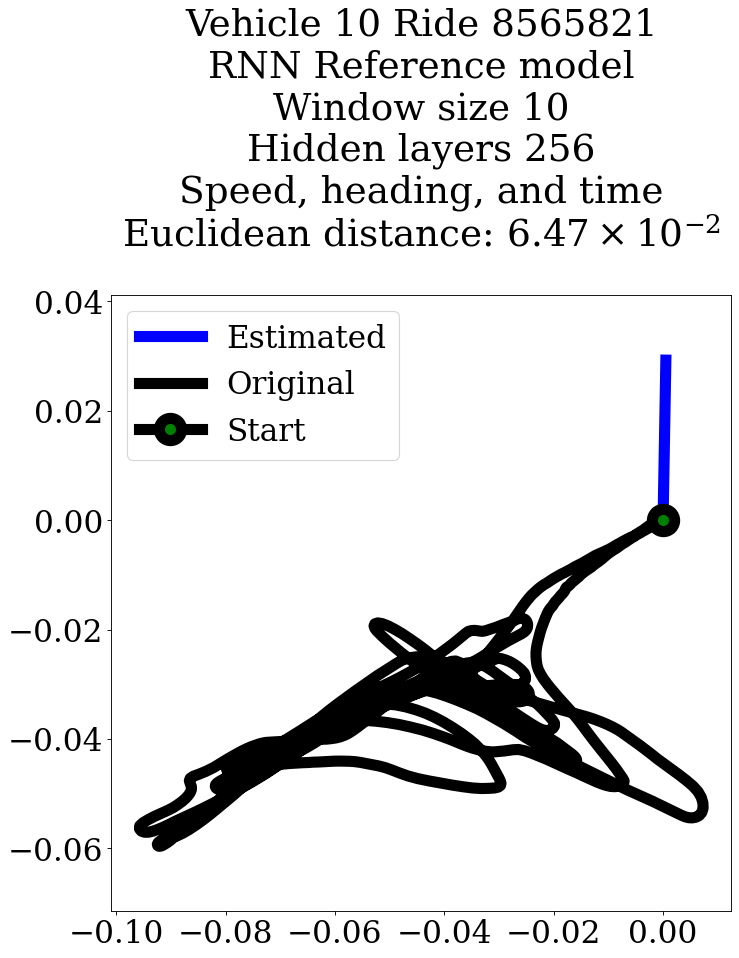 Vehicle 10 Ride 8565821
RNN Reference model
Window size 10
Hidden layers 256
Speed, heading, and time
Euclidean distance: 6.47 × 10⁻²
0.04
Estimated
Original
0.02
Start
0.00
−0.02
−0.04
−0.06
−0.10 −0.08 −0.06 −0.04 −0.02 0.00